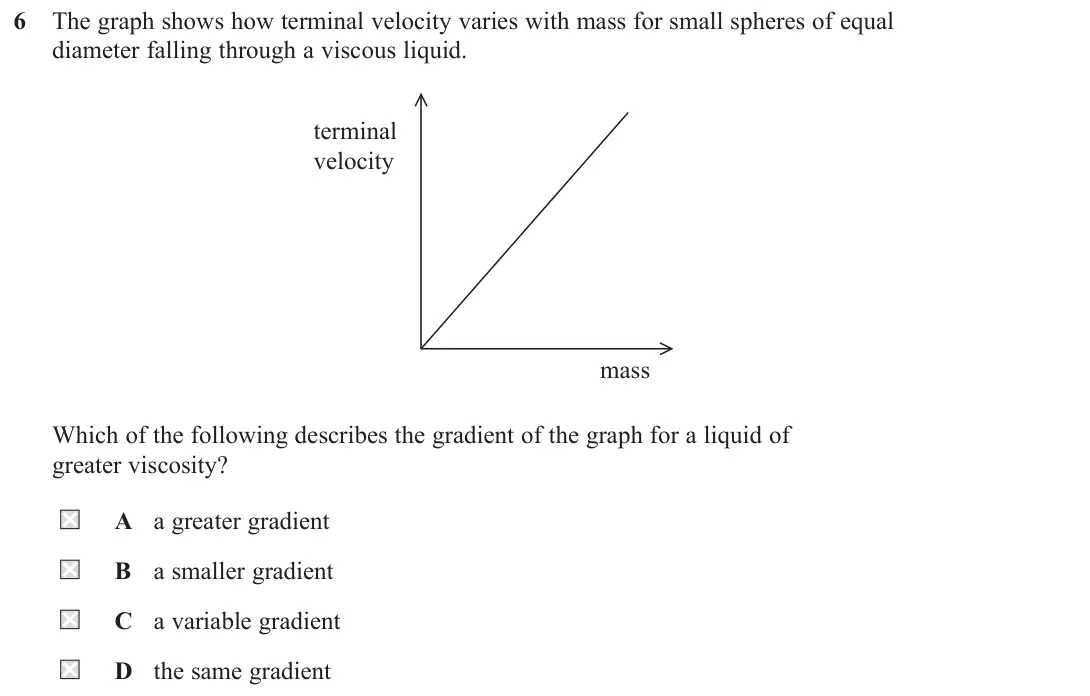 6 The graph shows how terminal velocity varies with mass for small spheres of equal
diameter falling through a viscous liquid.
terminal
velocity
mass
Which of the following describes the gradient of the graph for a liquid of
greater viscosity?
A a greater gradient
B a smaller gradient
C a variable gradient
D the same gradient